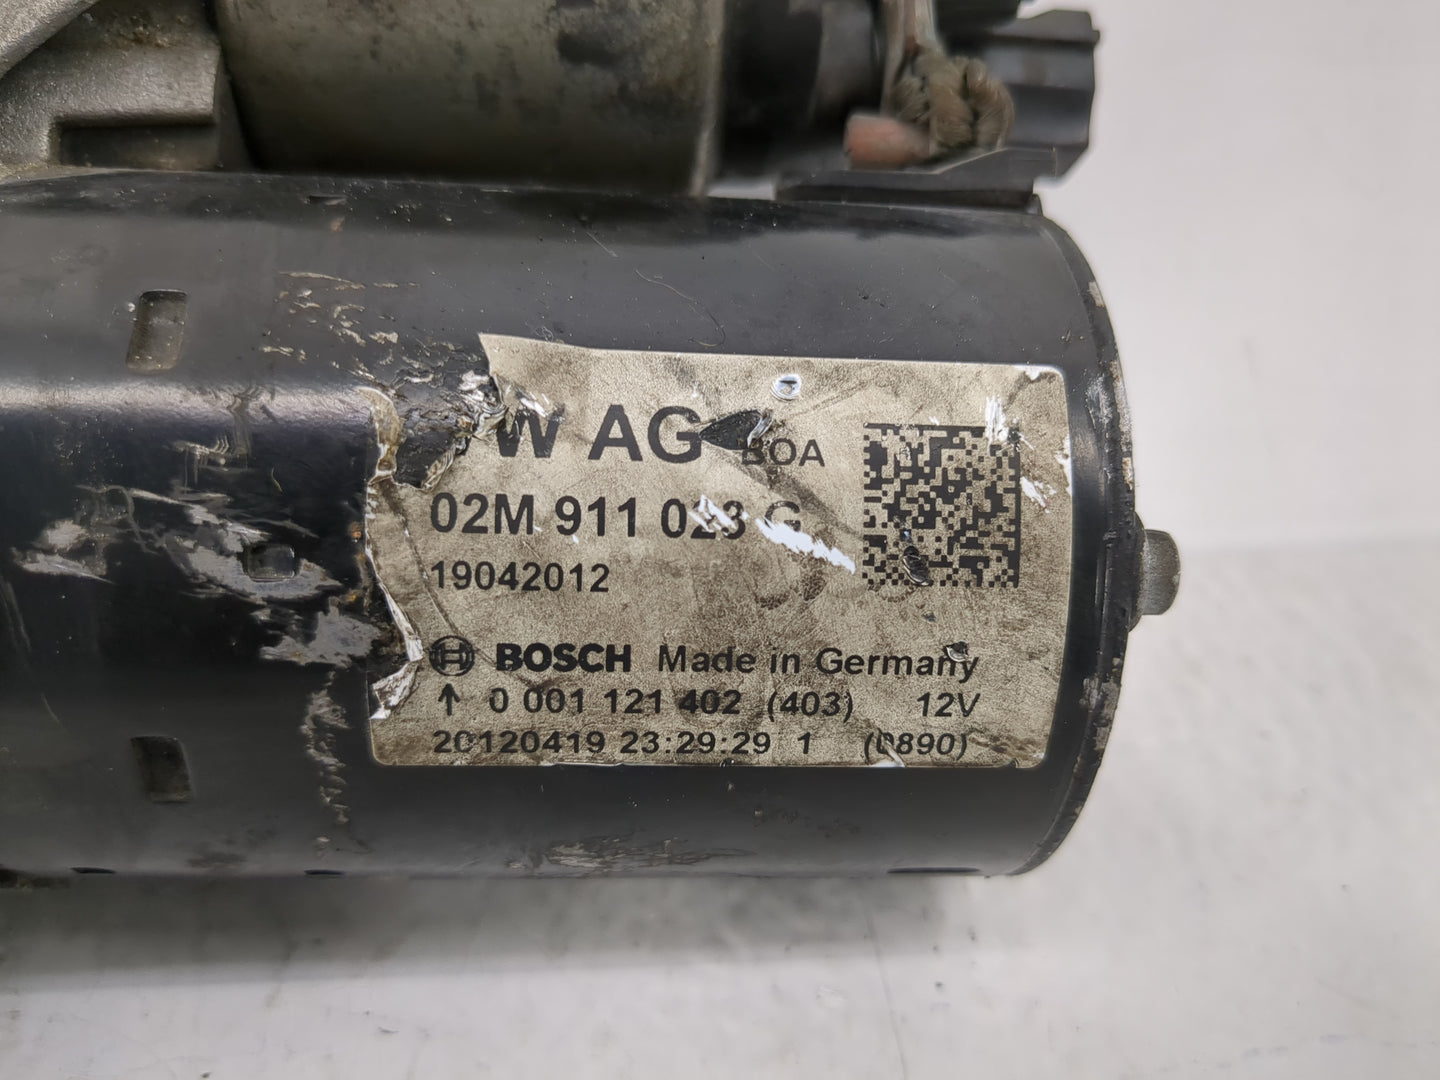 VW AG BOA
02M 911 023 G
19042012
BOSCH Made in Germany
↑ 0 001 121 402 (403) 12V
20120419 23:29:29 1 (0890)